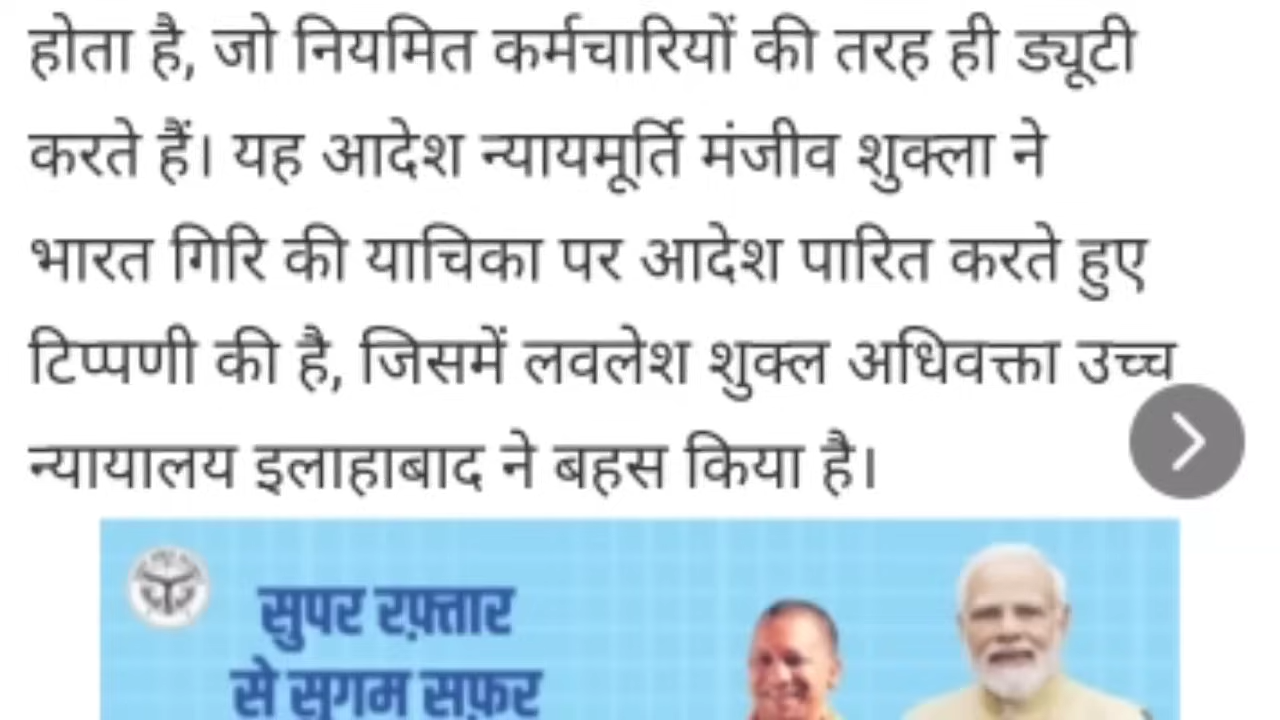 होता है, जो नियमित कर्मचारियों की तरह ही ड्यूटी
करते हैं। यह आदेश न्यायमूर्ति मंजीव शुक्ला ने
भारत गिरि की याचिका पर आदेश पारित करते हुए
टिप्पणी की है, जिसमें लवलेश शुक्ल अधिवक्ता उच्च
न्यायालय इलाहाबाद ने बहस किया है।
सुपर रफ़्तार
से सुगम सफ़र